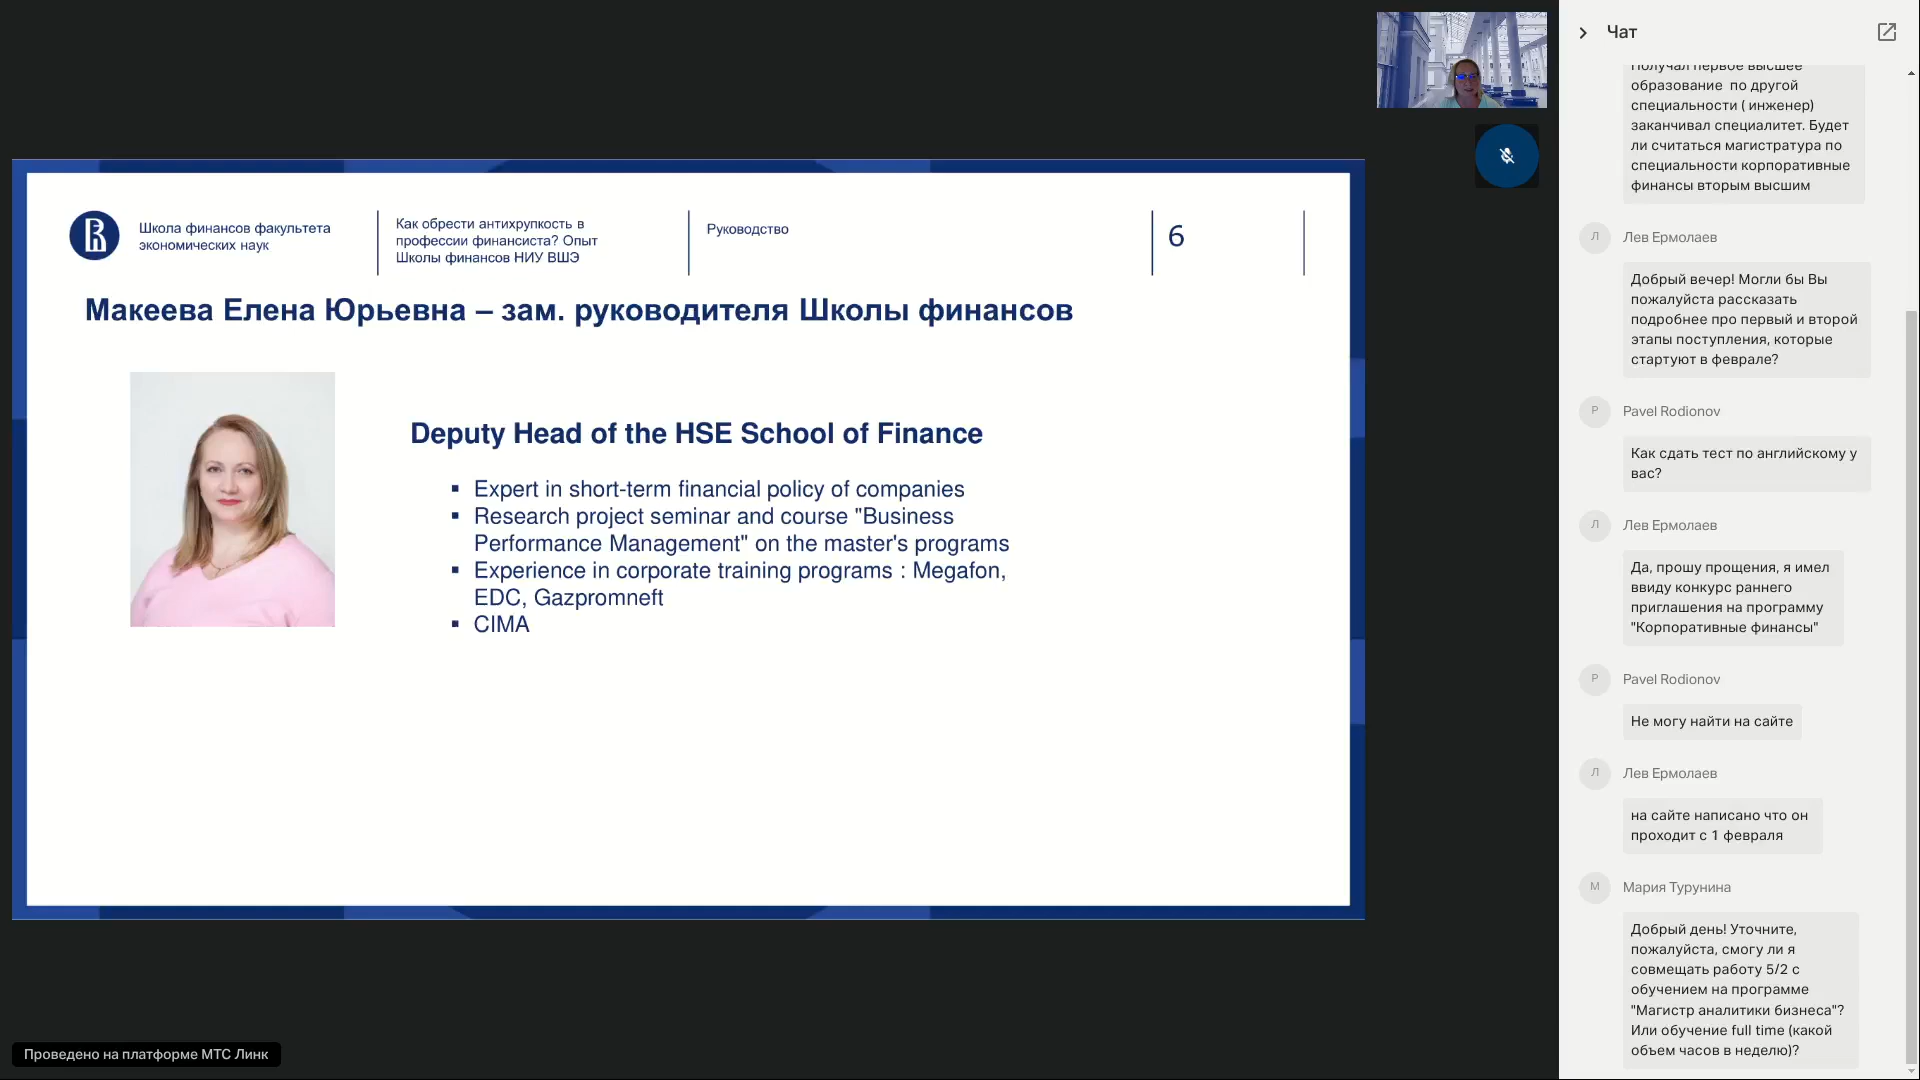 Школа финансов факультета
экономических наук
Как обрести антихрупкость в
профессии финансиста? Опыт
Школы финансов НИУ ВШЭ
Руководство
6
Макеева Елена Юрьевна – зам. руководителя Школы финансов
Deputy Head of the HSE School of Finance
▪ Expert in short-term financial policy of companies
▪ Research project seminar and course "Business
Performance Management" on the master's programs
▪ Experience in corporate training programs : Megafon,
EDC, Gazpromneft
▪ CIMA
Проведено на платформе МТС Линк
Чат
Получал первое высшее
образование по другой
специальности ( инженер)
заканчивал специалитет. Будет
ли считаться магистратура по
специальности корпоративные
финансы вторым высшим
Л
Лев Ермолаев
Добрый вечер! Могли бы Вы
пожалуйста рассказать
подробнее про первый и второй
этапы поступления, которые
стартуют в феврале?
P
Pavel Rodionov
Как сдать тест по английскому у
вас?
Л
Лев Ермолаев
Да, прошу прощения, я имел
ввиду конкурс раннего
приглашения на программу
"Корпоративные финансы"
P
Pavel Rodionov
Не могу найти на сайте
Л
Лев Ермолаев
на сайте написано что он
проходит с 1 февраля
М
Мария Турунина
Добрый день! Уточните,
пожалуйста, смогу ли я
совмещать работу 5/2 с
обучением на программе
"Магистр аналитики бизнеса"?
Или обучение full time (какой
объем часов в неделю)?